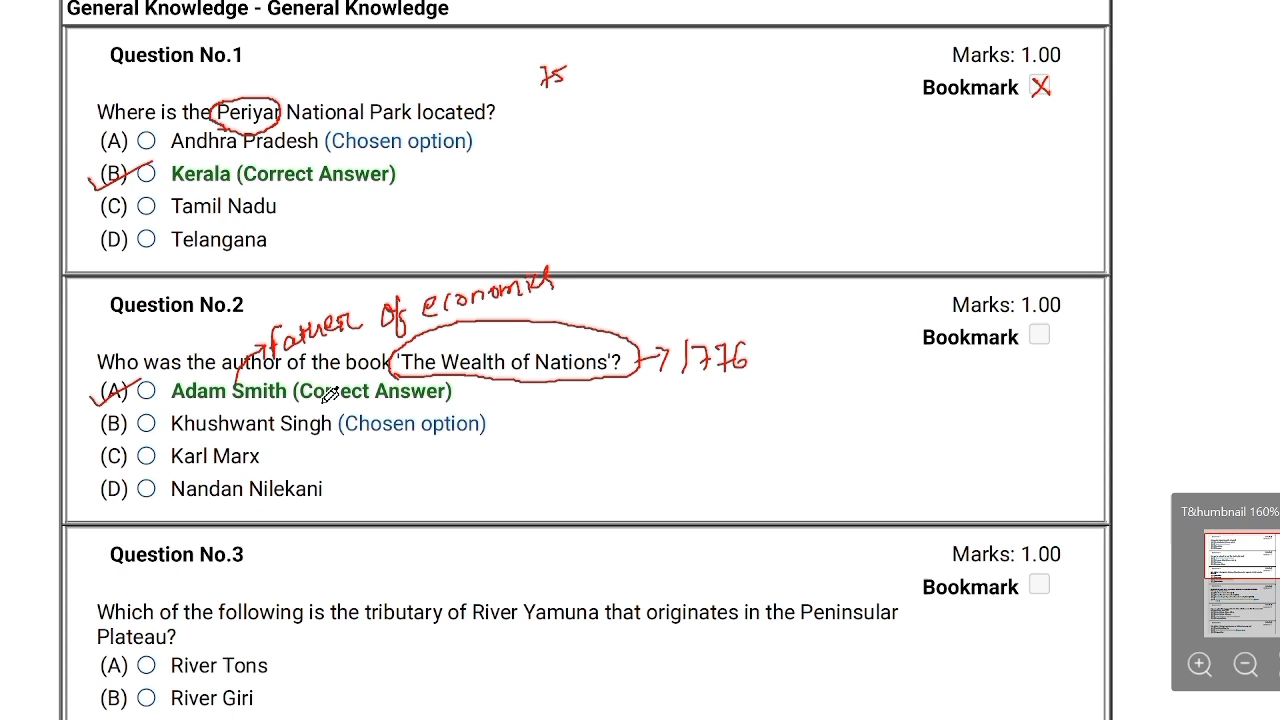 General Knowledge - General Knowledge
Question No.1
Marks: 1.00
75
Bookmark
Where is the Periyar National Park located?
(A) Andhra Pradesh (Chosen option)
(B) Kerala (Correct Answer)
(C) Tamil Nadu
(D) Telangana
Question No.2
Marks: 1.00
Father of economics
Bookmark
Who was the author of the book 'The Wealth of Nations'? → 1776
(A) Adam Smith (Correct Answer)
(B) Khushwant Singh (Chosen option)
(C) Karl Marx
(D) Nandan Nilekani
Question No.3
Marks: 1.00
Bookmark
Which of the following is the tributary of River Yamuna that originates in the Peninsular
Plateau?
(A) River Tons
(B) River Giri
T&humbnail 160%